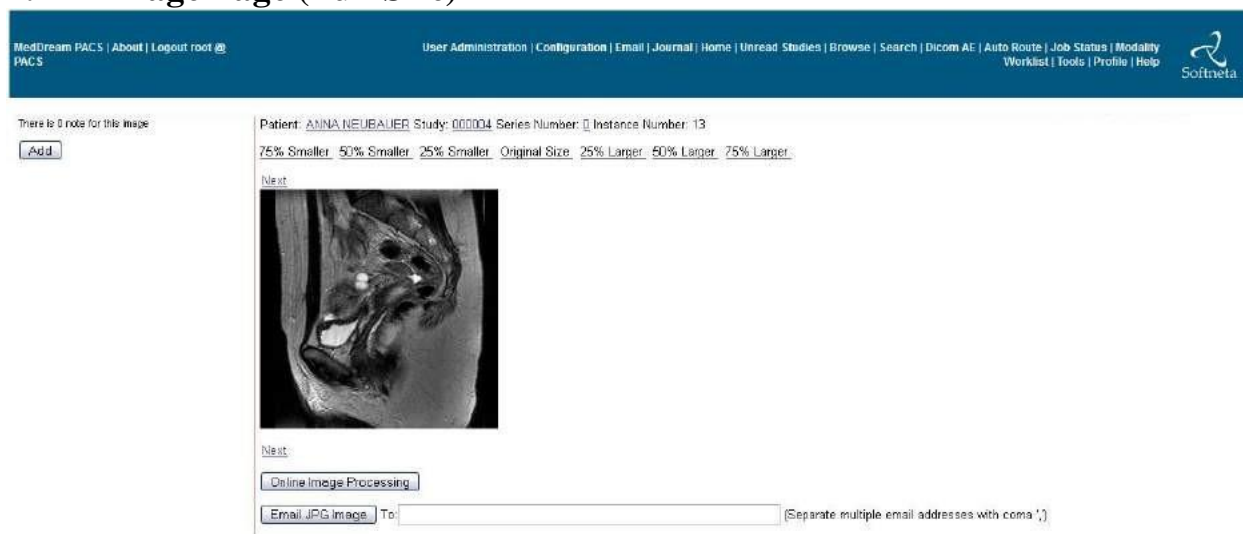 MedDream PACS | About | Logout root @
PACS
User Administration | Configuration | Email | Journal | Home | Unread Studies | Browse | Search | Dicom AE | Auto Route | Job Status | Modality
Worklist | Tools | Profile | Help
Softneta
There is 0 note for this image
Add
Patient: ANNA NEUBAUER Study: 000004 Series Number: 0 Instance Number: 13
75% Smaller 50% Smaller 25% Smaller Original Size 25% Larger 50% Larger 75% Larger
Next
Next
Online Image Processing
Email JPG Image To: (Separate multiple email addresses with coma ',')